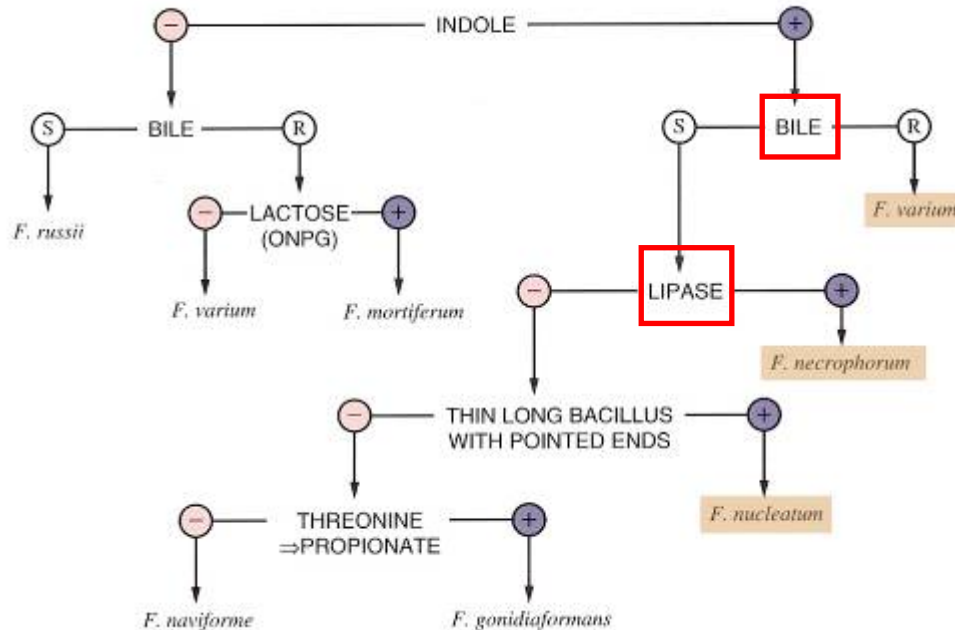 − INDOLE +
S BILE R
S BILE R
F. russii
− LACTOSE +
(ONPG)
F. varium
F. varium
F. mortiferum
− LIPASE +
F. necrophorum
− THIN LONG BACILLUS +
WITH POINTED ENDS
F. nucleatum
− THREONINE +
⇒PROPIONATE
F. naviforme
F. gonidiaformans